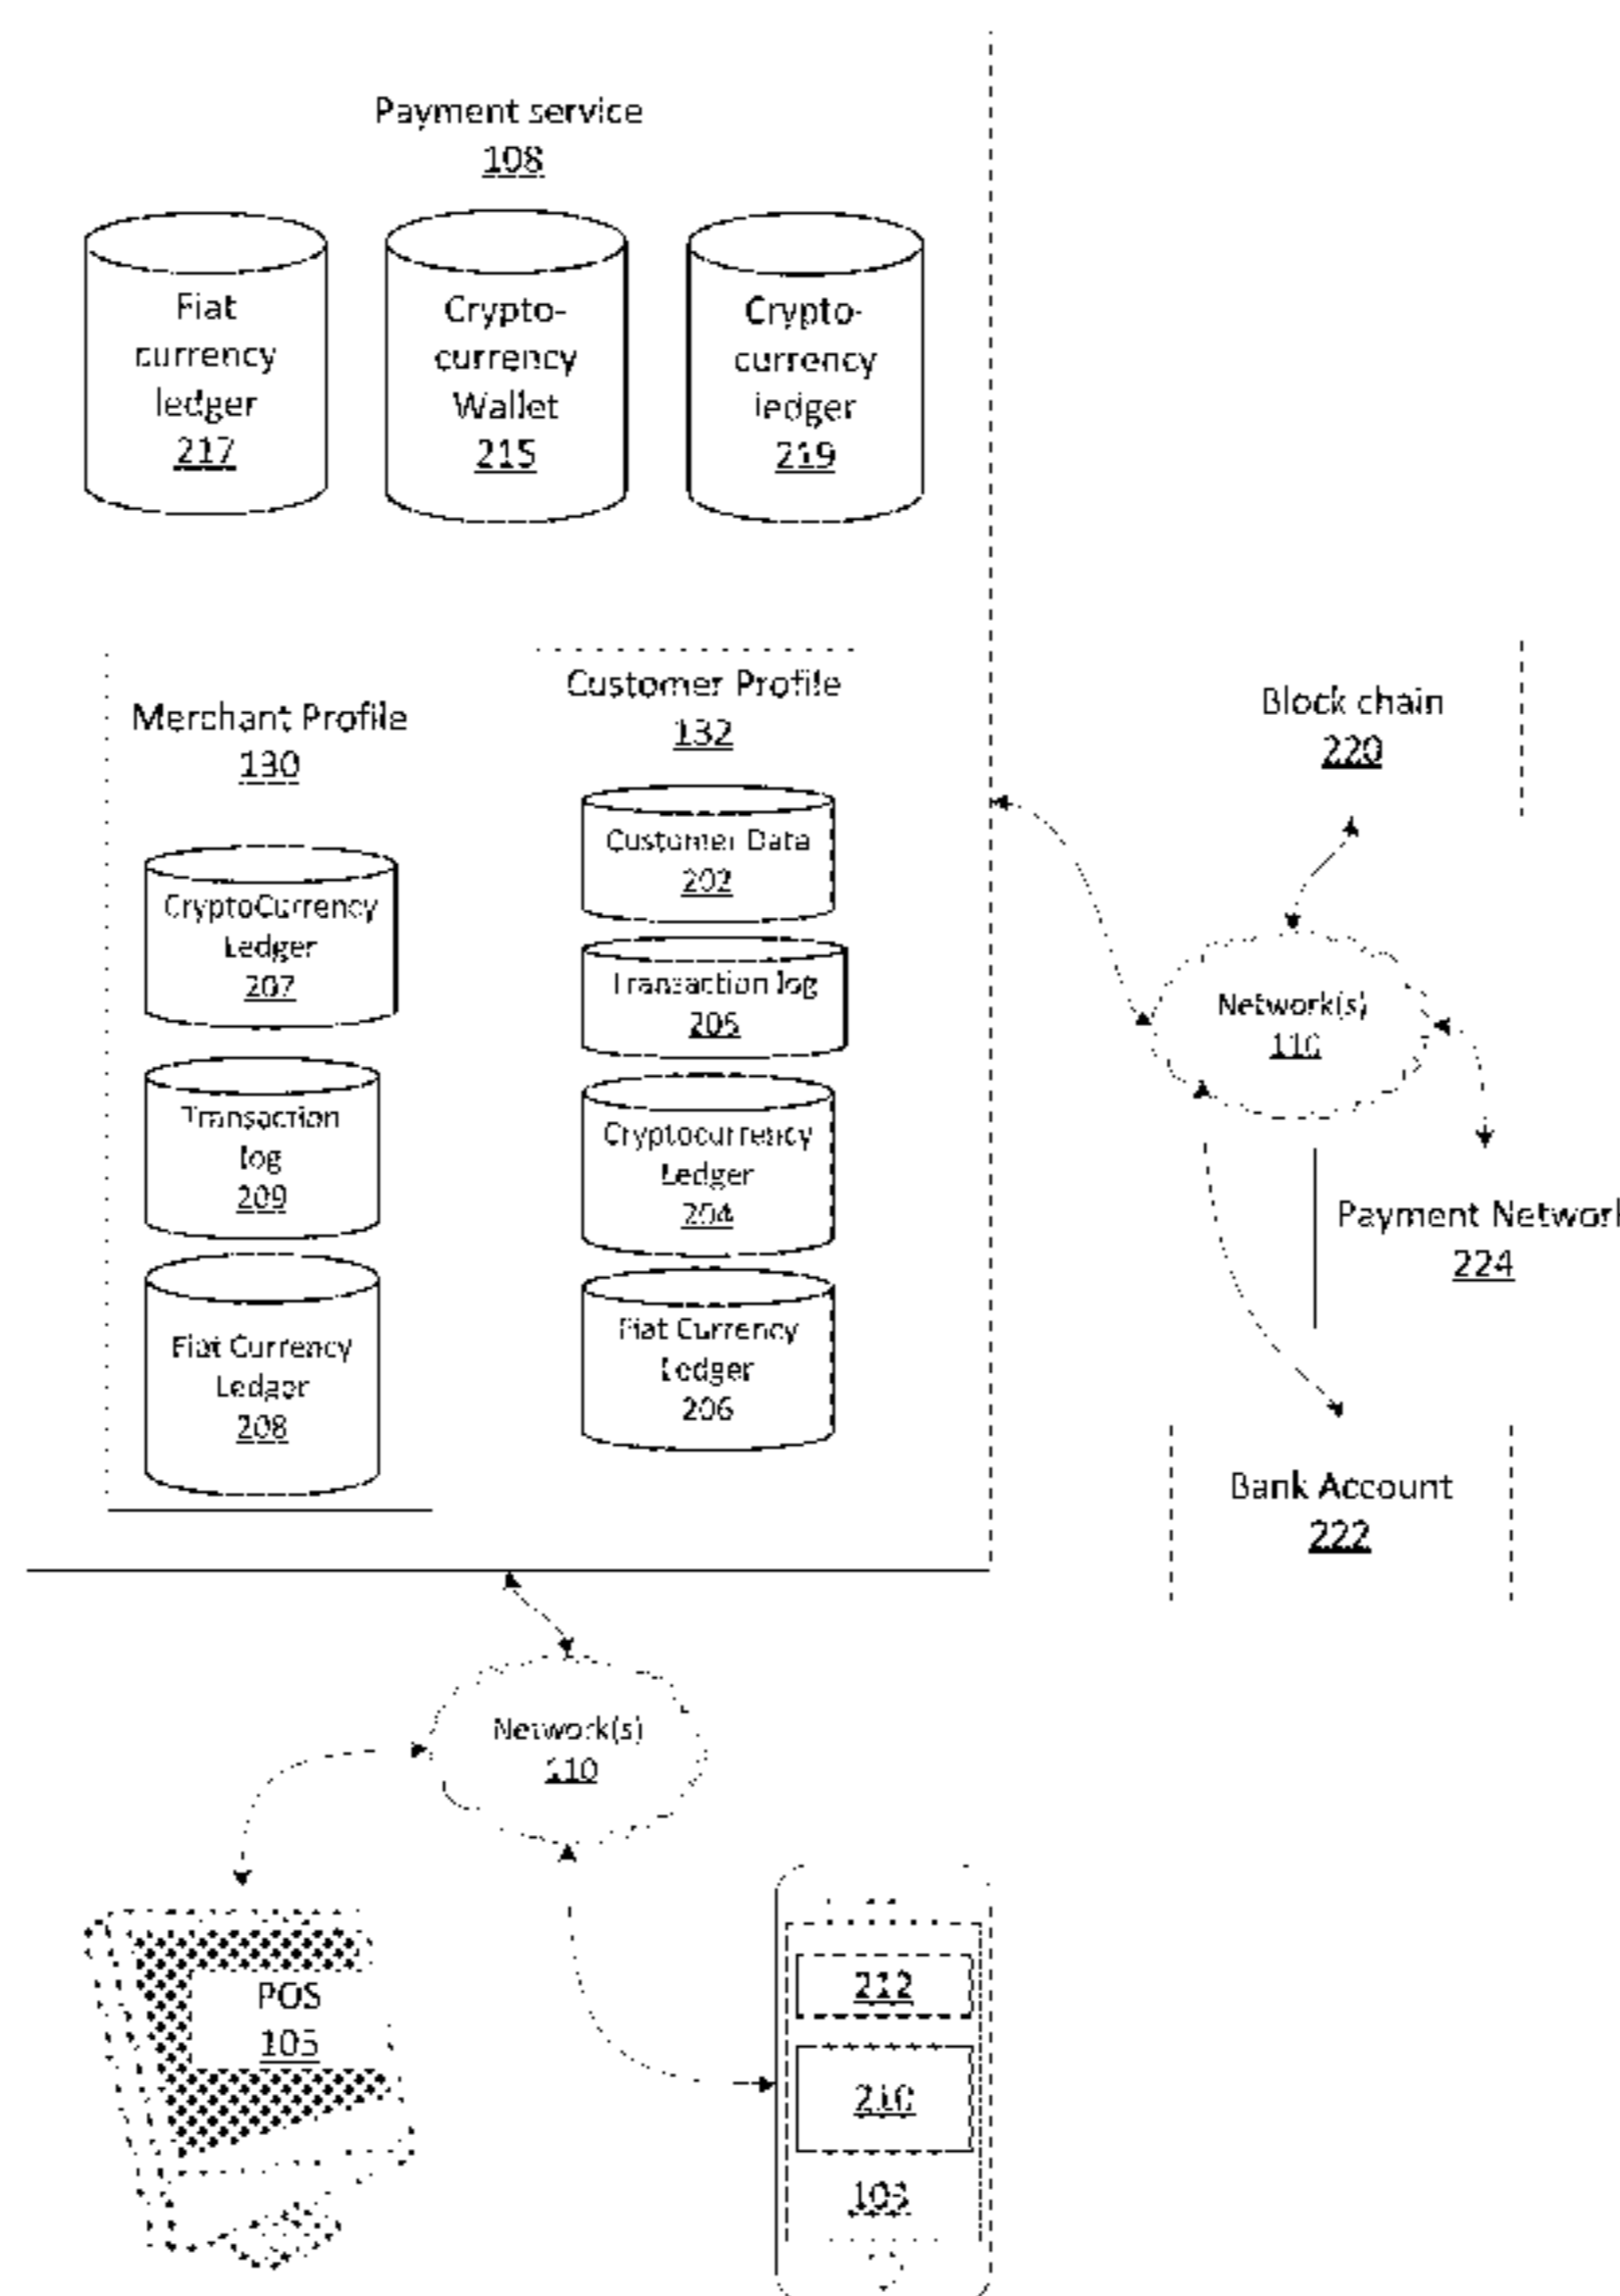 Payment service
108
Fiat
currency
ledger
217
Crypto-
currency
Wallet
215
Crypto-
currency
ledger
219
Merchant Profile
130
CryptoCurrency
Ledger
207
Transaction
log
209
Fiat Currency
Ledger
208
Customer Profile
132
Customer Data
202
Transaction log
205
Cryptocurrency
Ledger
204
Fiat Currency
Ledger
206
Block chain
220
Network(s)
110
Payment Network
224
Bank Account
222
Network(s)
110
POS
105
212
210
103